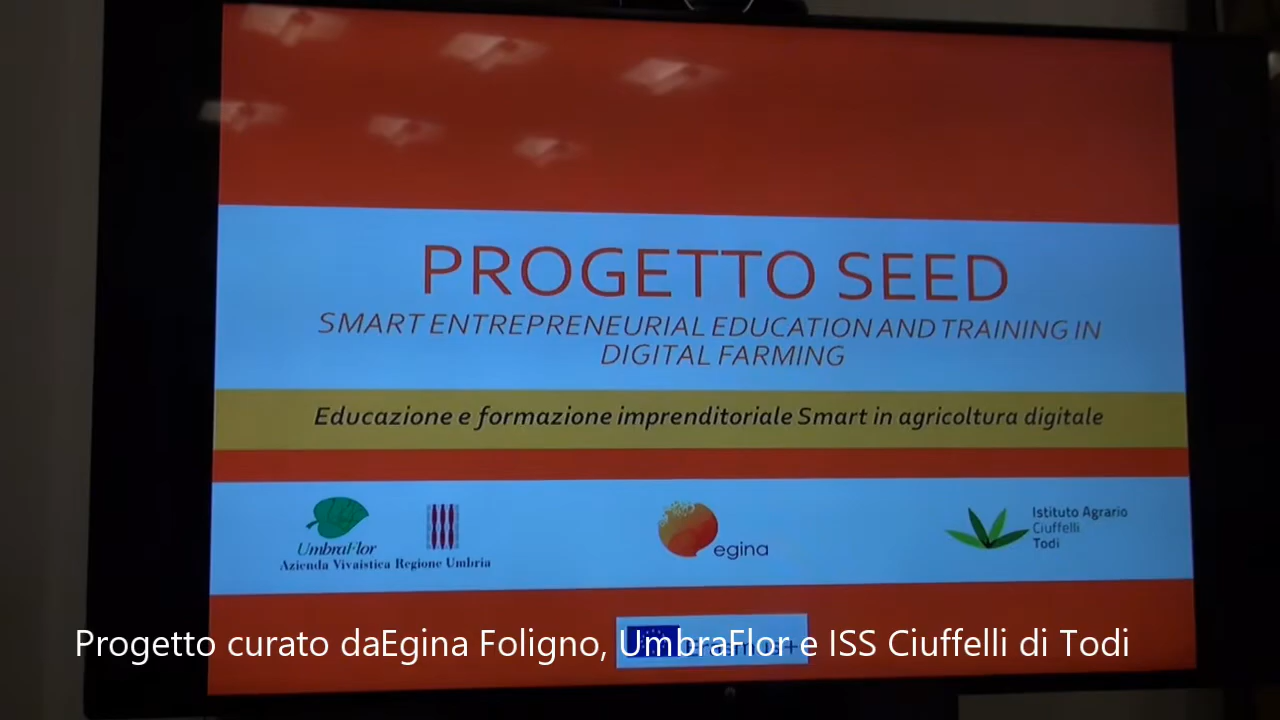 PROGETTO SEED
SMART ENTREPRENEURIAL EDUCATION AND TRAINING IN
DIGITAL FARMING
Educazione e formazione imprenditoriale Smart in agricoltura digitale
UmbraFlor
Azienda Vivaistica Regione Umbria
egina
Istituto Agrario
Ciuffelli
Todi
Erasmus+
Progetto curato daEgina Foligno, UmbraFlor e ISS Ciuffelli di Todi